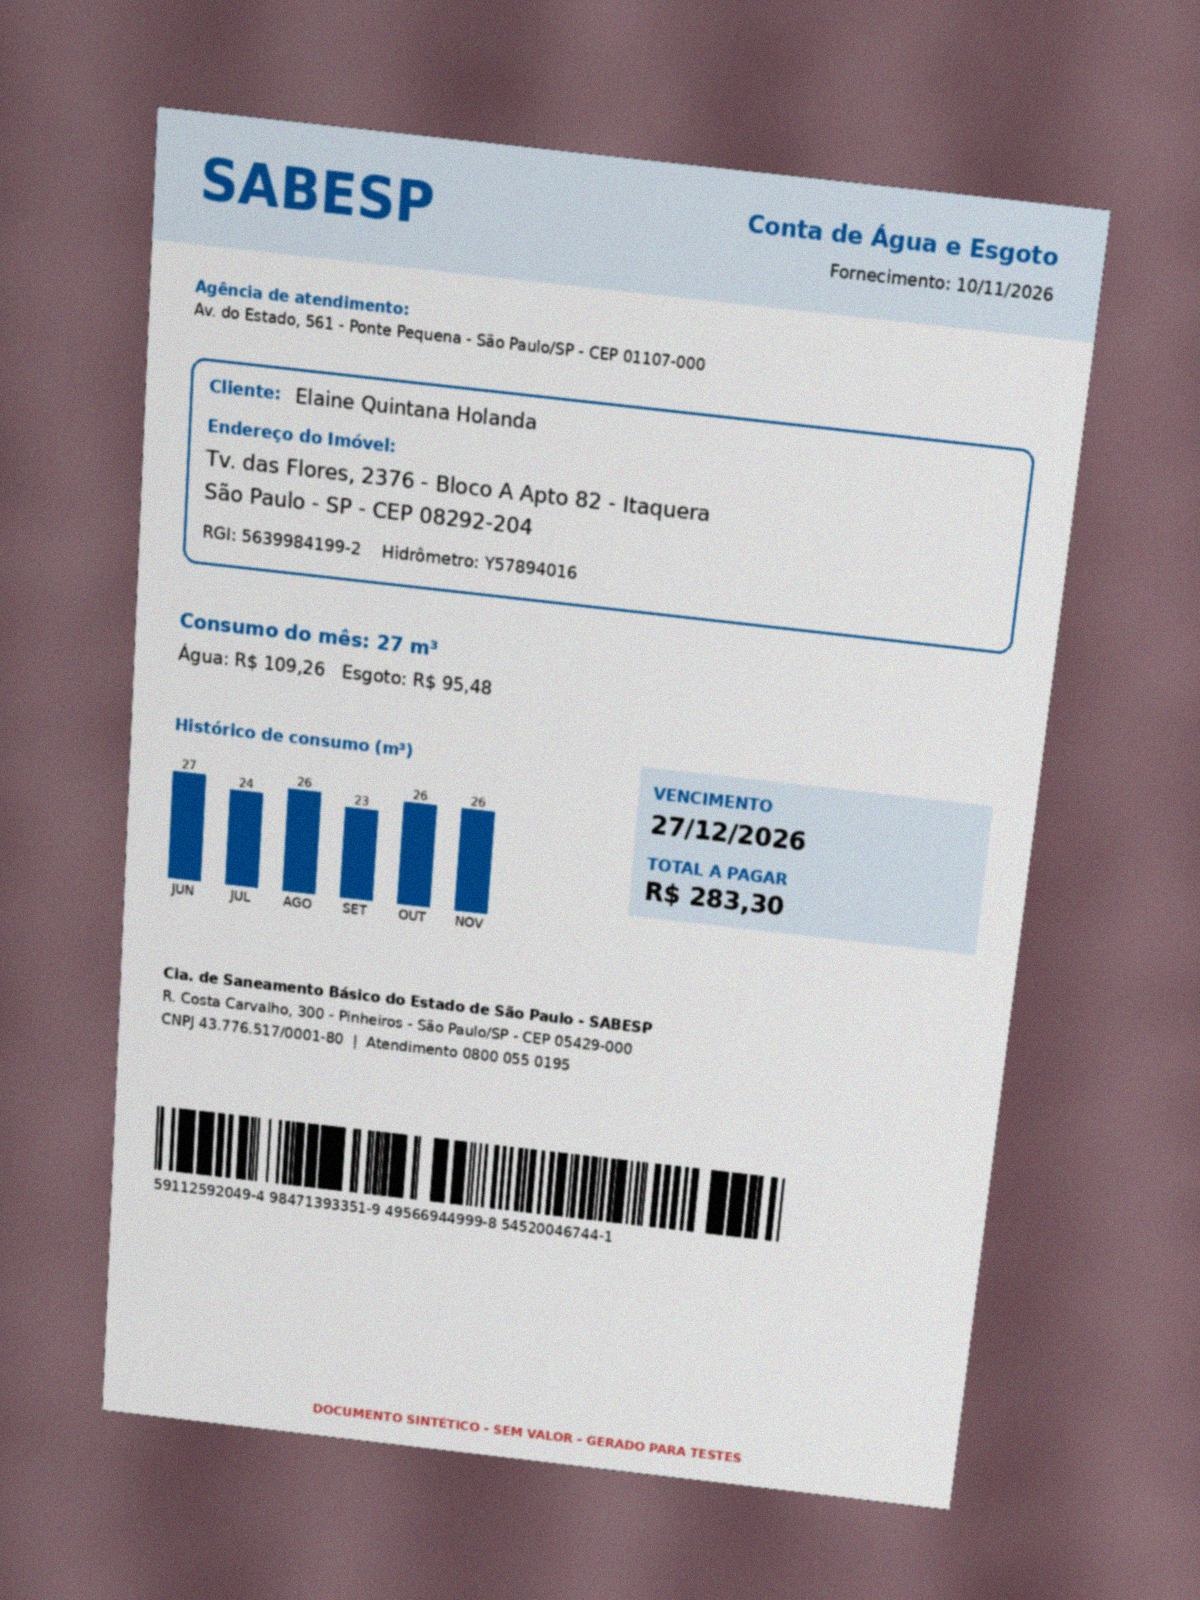 SABESP
Conta de Água e Esgoto
Fornecimento: 10/11/2026
Agência de atendimento:
Av. do Estado, 561 - Ponte Pequena - São Paulo/SP - CEP 01107-000
Cliente: Elaine Quintana Holanda
Endereço do Imóvel:
Tv. das Flores, 2376 - Bloco A Apto 82 - Itaquera
São Paulo - SP - CEP 08292-204
RGI: 5639984199-2 Hidrômetro: Y57894016
Consumo do mês: 27 m³
Água: R$ 109,26 Esgoto: R$ 95,48
Histórico de consumo (m³)
27 24 26 23 26 26
JUN JUL AGO SET OUT NOV
VENCIMENTO
27/12/2026
TOTAL A PAGAR
R$ 283,30
Cia. de Saneamento Básico do Estado de São Paulo - SABESP
R. Costa Carvalho, 300 - Pinheiros - São Paulo/SP - CEP 05429-000
CNPJ 43.776.517/0001-80 | Atendimento 0800 055 0195
59112592049-4 98471393351-9 49566944999-8 54520046744-1
DOCUMENTO SINTÉTICO - SEM VALOR - GERADO PARA TESTES